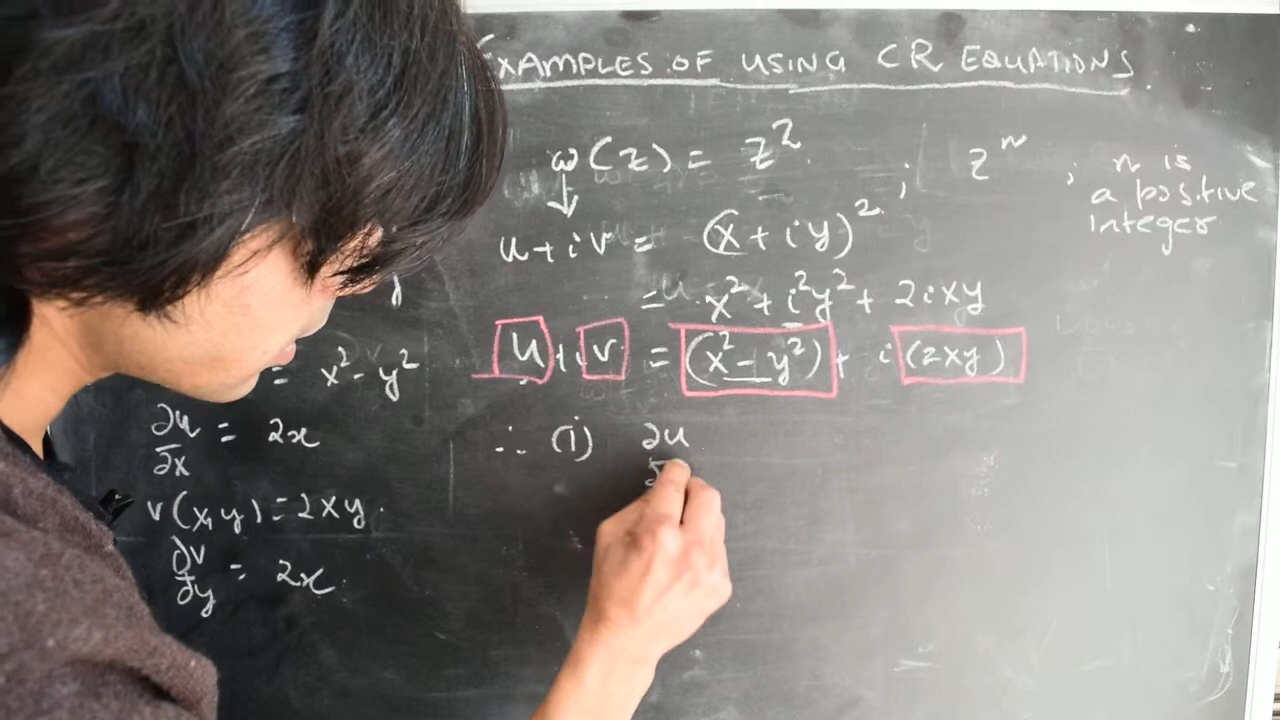 EXAMPLES OF USING CR EQUATIONS
ω(z) = z² ; zⁿ ; n is a positive integer
↓
u + iv = (x + iy)²
= x² + i²y² + 2ixy
u + iv = (x² - y²) + i(2xy)
∴ (i) ∂u
= x² - y²
∂u/∂x = 2x
v(x,y) = 2xy.
∂v/∂y = 2x.